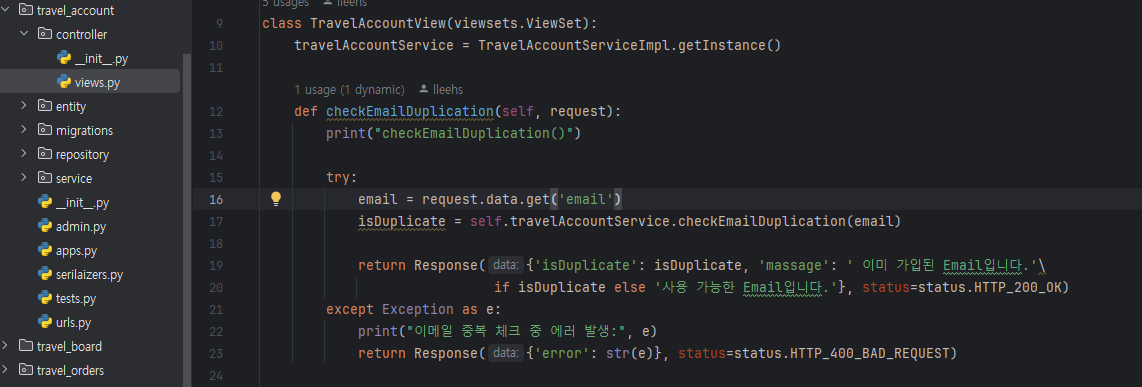 travel_account
controller
__init__.py
views.py
entity
migrations
repository
service
__init__.py
admin.py
apps.py
serilaizers.py
tests.py
urls.py
travel_board
travel_orders
5 usages lleehs
9 class TravelAccountView(viewsets.ViewSet):
10 travelAccountService = TravelAccountServiceImpl.getInstance()
11
1 usage (1 dynamic) lleehs
12 def checkEmailDuplication(self, request):
13 print("checkEmailDuplication()")
14
15 try:
16 email = request.data.get('email')
17 isDuplicate = self.travelAccountService.checkEmailDuplication(email)
18
19 return Response(data: {'isDuplicate': isDuplicate, 'massage': ' 이미 가입된 Email입니다.'\
20 if isDuplicate else '사용 가능한 Email입니다.'}, status=status.HTTP_200_OK)
21 except Exception as e:
22 print("이메일 중복 체크 중 에러 발생:", e)
23 return Response(data: {'error': str(e)}, status=status.HTTP_400_BAD_REQUEST)
24